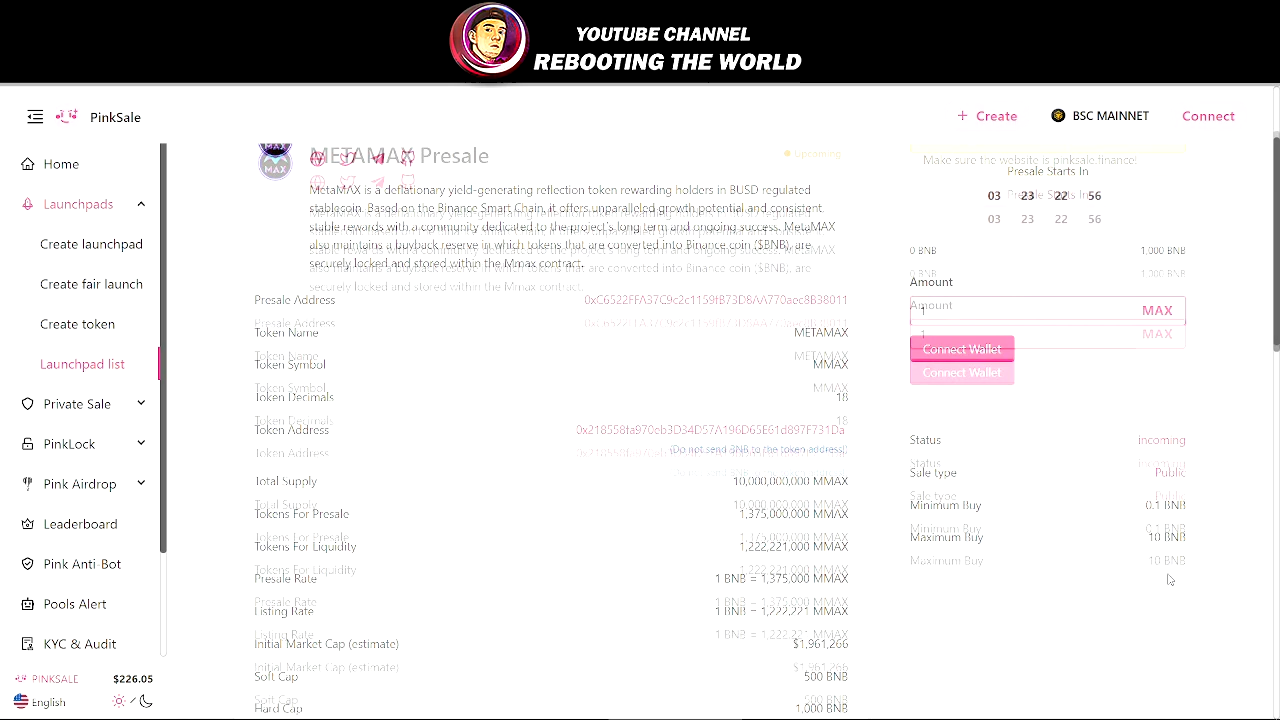 YOUTUBE CHANNEL
REBOOTING THE WORLD
PinkSale
Create
BSC MAINNET
Connect
Home
Launchpads
Create launchpad
Create fair launch
Create token
Launchpad list
Private Sale
PinkLock
Pink Airdrop
Leaderboard
Pink Anti-Bot
Pools Alert
KYC & Audit
PINKSALE $226.05
English
METAMAX Presale
Upcoming
MetaMAX is a deflationary yield-generating reflection token rewarding holders in BUSD regulated
stablecoin. Based on the Binance Smart Chain, it offers unparalleled growth potential and consistent
stable rewards with a community dedicated to the project's long term and ongoing success. MetaMAX
also maintains a buyback reserve in which tokens that are converted into Binance coin ($BNB), are
securely locked and stored within the Mmax contract.
Presale Address
Token Name METAMAX
Token Symbol MMAX
Token Decimals 18
Token Address 0x218558fa970eb3D34D57A196D65E61d897F731Da
(Do not send BNB to the token address)
Total Supply 10,000,000,000 MMAX
Tokens For Presale 1,375,000,000 MMAX
Tokens For Liquidity 1,222,221,000 MMAX
Presale Rate 1 BNB = 1,375,000 MMAX
Listing Rate 1 BNB = 1,222,221 MMAX
Initial Market Cap (estimate) $1,961,266
Soft Cap 500 BNB
Hard Cap 1,000 BNB
Make sure the website is pinksale.finance!
Presale Starts In
03 23 22 56
0 BNB 1,000 BNB
Amount
1 MAX
Connect Wallet
Status incoming
Sale type Public
Minimum Buy 0.1 BNB
Maximum Buy 10 BNB